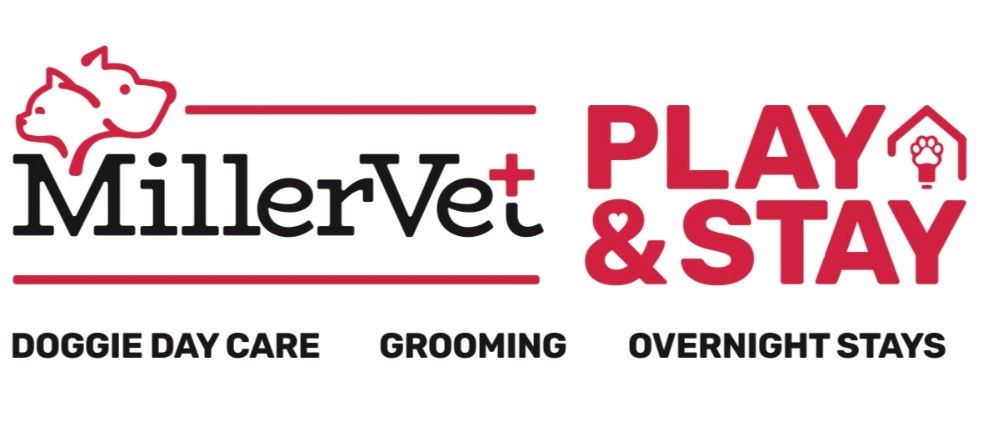 MillerVet
PLAY
& STAY
DOGGIE DAY CARE GROOMING OVERNIGHT STAYS